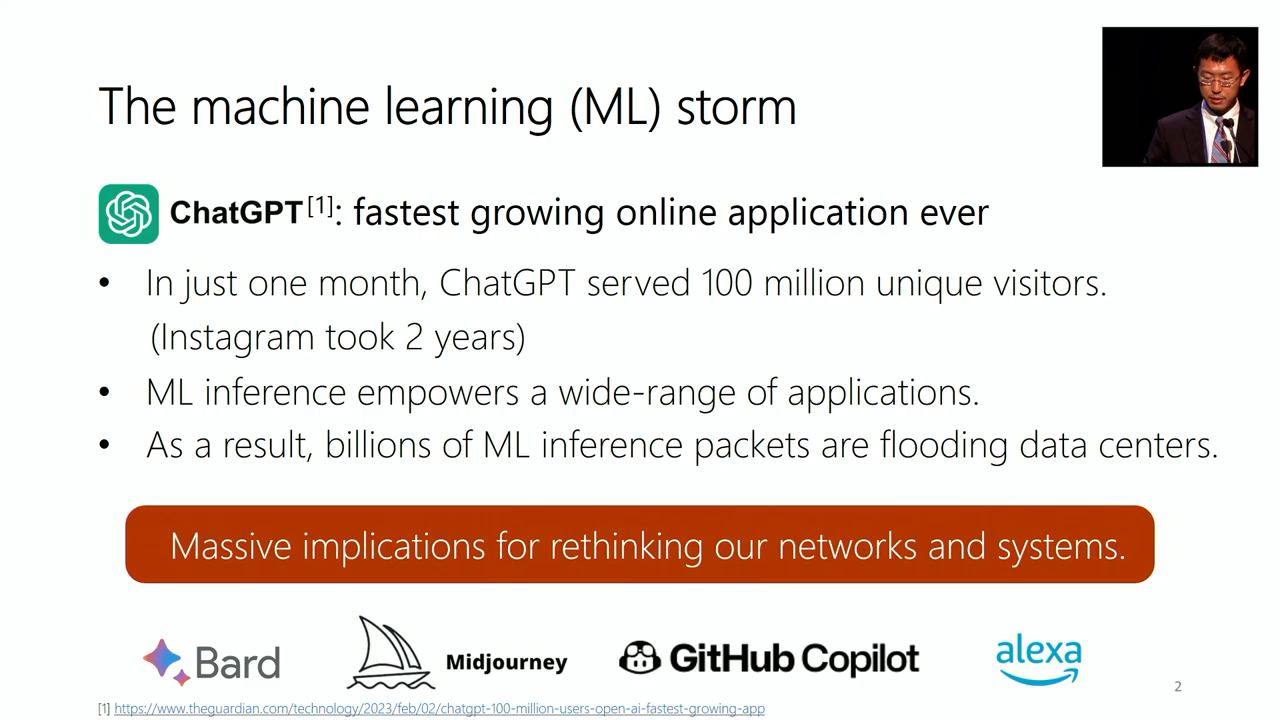 The machine learning (ML) storm
ChatGPT[1]: fastest growing online application ever
• In just one month, ChatGPT served 100 million unique visitors.
(Instagram took 2 years)
• ML inference empowers a wide-range of applications.
• As a result, billions of ML inference packets are flooding data centers.
Massive implications for rethinking our networks and systems.
Bard Midjourney GitHub Copilot alexa
2
[1] https://www.theguardian.com/technology/2023/feb/02/chatgpt-100-million-users-open-ai-fastest-growing-app